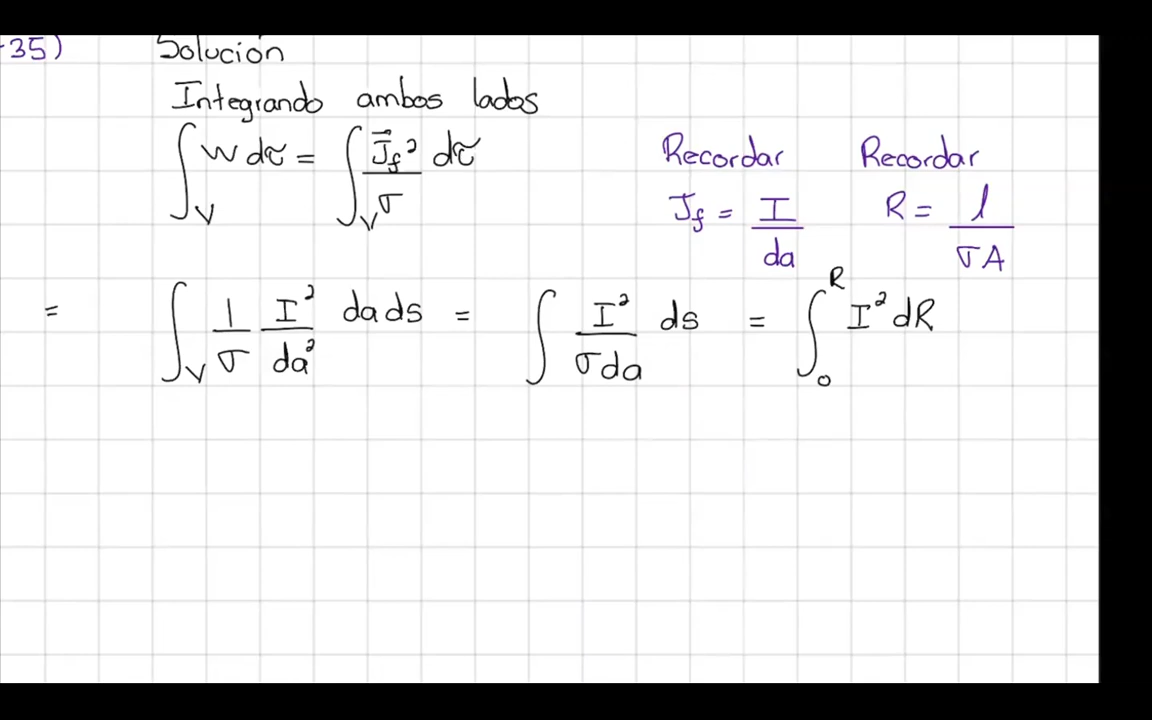 -35) Solución
Integrando ambos lados
∫_V w dτ = ∫_V J⃗_f² / σ dτ
Recordar Recordar
J_f = I / da R = l / σA
= ∫_V 1/σ I²/da² da ds = ∫ I² / σda ds = ∫_0^R I² dR